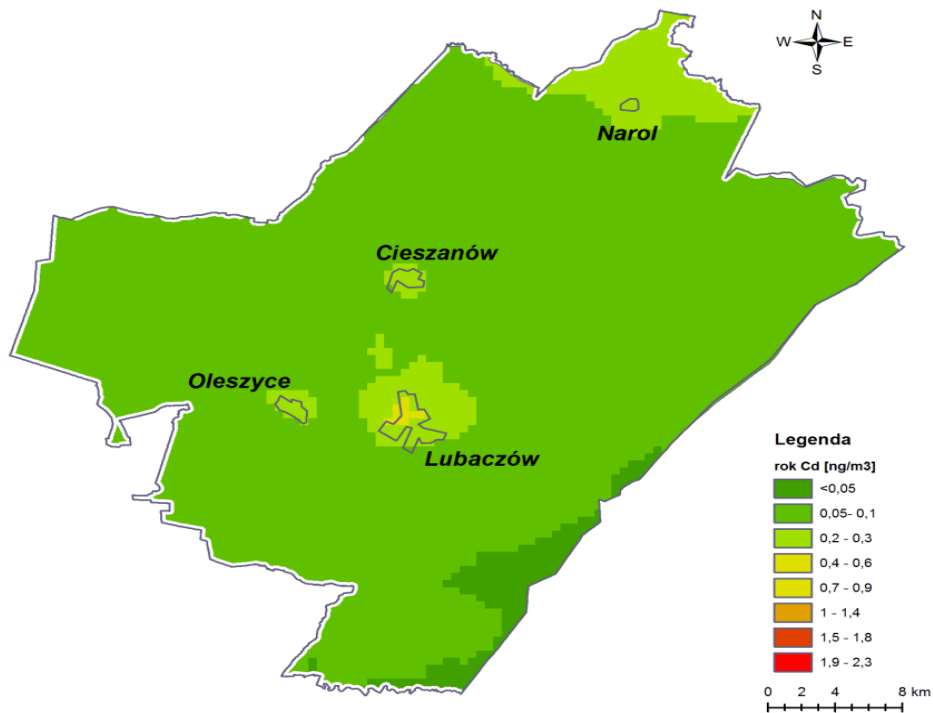 N
W E
S
Narol
Cieszanów
Oleszyce
Lubaczów
Legenda
rok Cd [ng/m3]
<0,05
0,05- 0,1
0,2 - 0,3
0,4 - 0,6
0,7 - 0,9
1 - 1,4
1,5 - 1,8
1,9 - 2,3
0 2 4 8 km